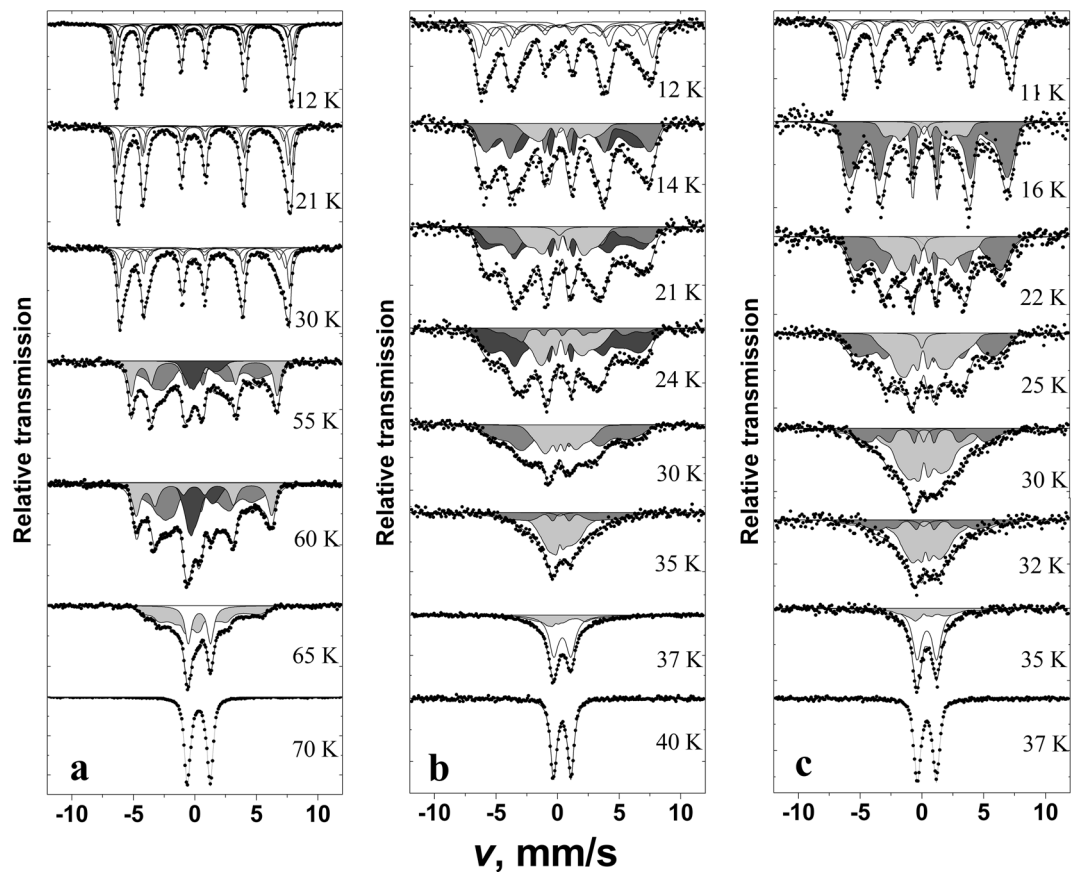 Relative transmission
12 K
21 K
30 K
55 K
60 K
65 K
70 K
a
-10 -5 0 5 10
Relative transmission
12 K
14 K
21 K
24 K
30 K
35 K
37 K
40 K
b
-10 -5 0 5 10
Relative transmission
11 K
16 K
22 K
25 K
30 K
32 K
35 K
37 K
c
-10 -5 0 5 10
v, mm/s